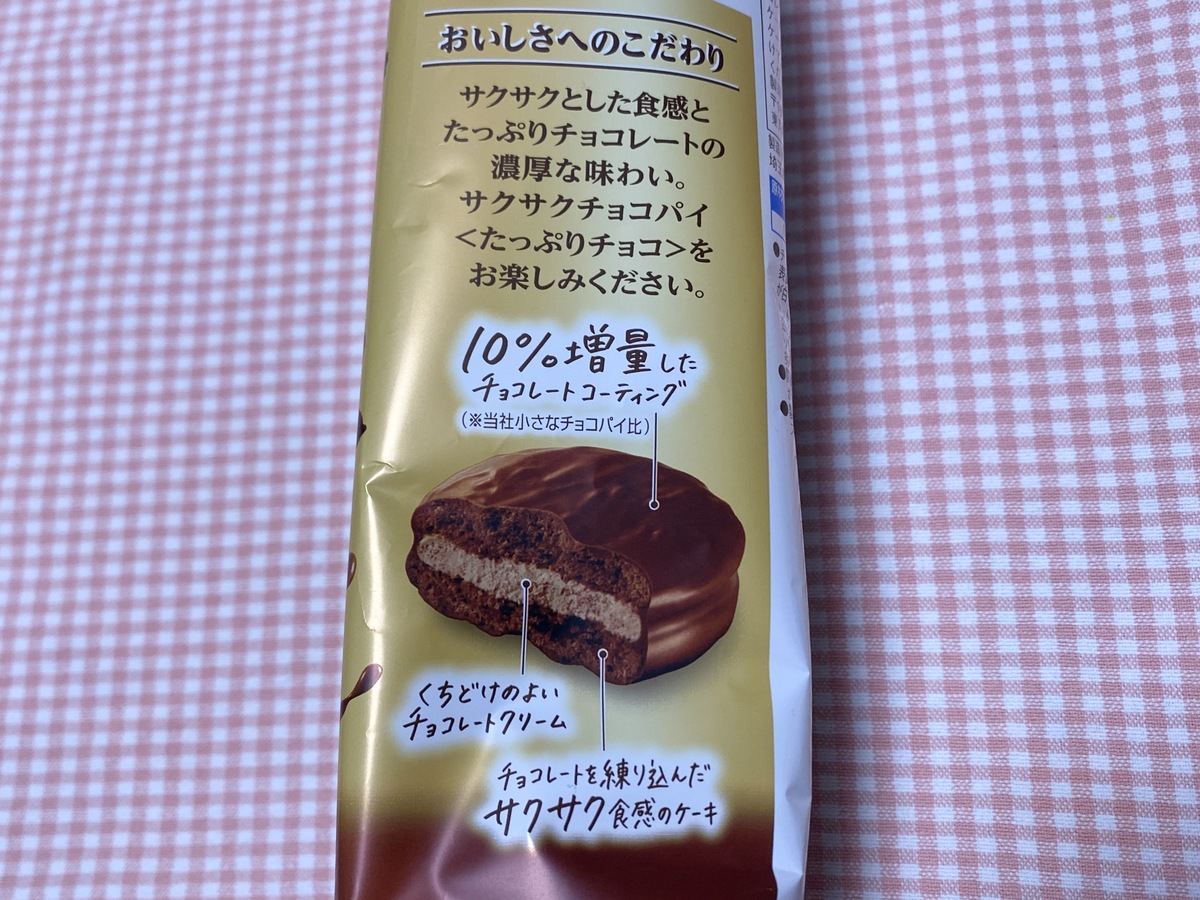 おいしさへのこだわり
サクサクとした食感と
たっぷりチョコレートの
濃厚な味わい。
サクサクチョコパイ
<たっぷりチョコ>を
お楽しみください。
10%増量した
チョコレートコーティング
(※当社小さなチョコパイ比)
くちどけのよい
チョコレートクリーム
チョコレートを練り込んだ
サクサク食感のケーキ